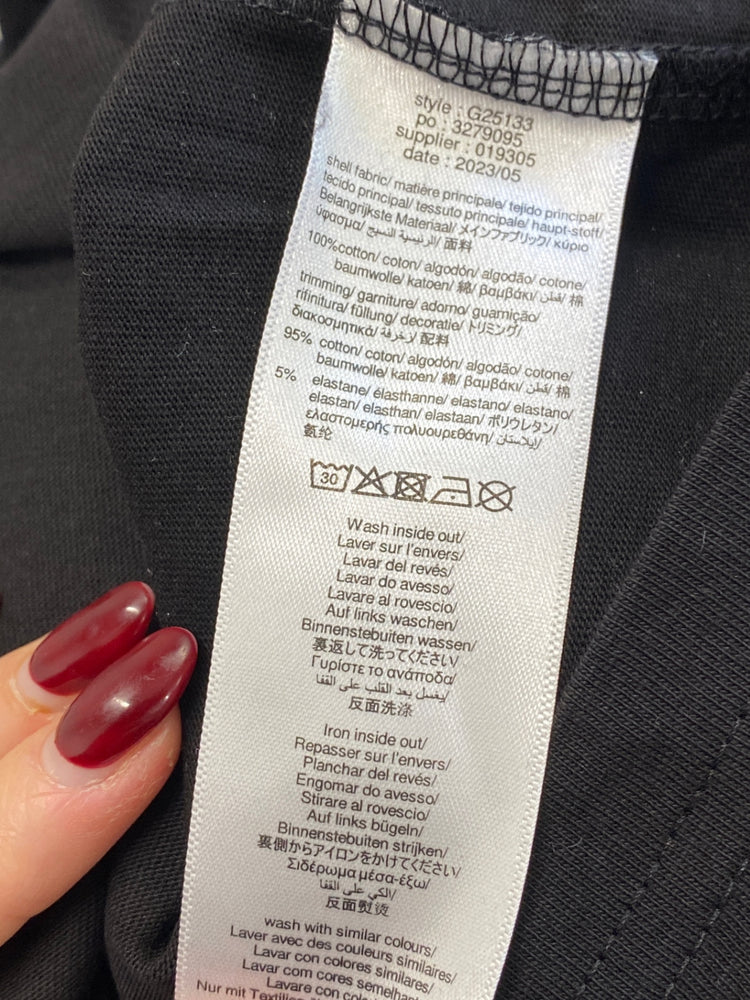 style : G25133
po : 3279095
supplier : 019305
date : 2023/05
shell fabric/ matière principale/ tejido principal/
tecido principal/ tessuto principale/ haupt-stoff/
Belangrijkste Materiaal/ メインファブリック/ κύριο
ύφασμα/ الرئيسية النسيج/ 面料
100%cotton/ coton/ algodón/ algodão/ cotone/
baumwolle/ katoen/ 綿/ βαμβάκι/ قطن/ 棉
trimming/ garniture/ adorno/ guarnição/
rifinitura/ füllung/ decoratie/ トリミング/
διακοσμητικά/ زخرفة/ 配料
95% cotton/ coton/ algodón/ algodão/ cotone/
baumwolle/ katoen/ 綿/ βαμβάκι/ قطن/ 棉
5% elastane/ élasthanne/ elastano/ elastano/
elastan/ elasthan/ elastaan/ ポリウレタン/
ελαστομερής πολυουρεθάνη/ إيلاستان/
氨纶
30
Wash inside out/
Laver sur l'envers/
Lavar del revés/
Lavar do avesso/
Lavare al rovescio/
Auf links waschen/
Binnenstebuiten wassen/
裏返して洗ってください/
Γυρίστε το ανάποδα/
يغسل بعد القلب على القفا/
反面洗涤
Iron inside out/
Repasser sur l'envers/
Planchar del revés/
Engomar do avesso/
Stirare al rovescio/
Auf links bügeln/
Binnenstebuiten strijken/
裏側からアイロンをかけてください/
Σιδέρωμα μέσα-έξω/
الكي على القفا/
反面熨烫
wash with similar colours/
Laver avec des couleurs similaires/
Lavar con colores similares/
Lavar com cores semelhan
Lavare con
Nur mit